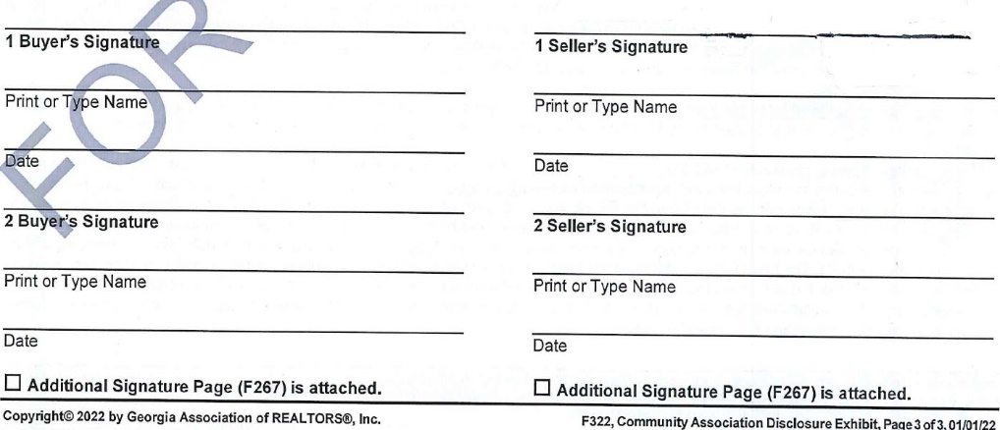 FOR
1 Buyer's Signature
Print or Type Name
Date
2 Buyer's Signature
Print or Type Name
Date
☐ Additional Signature Page (F267) is attached.
1 Seller's Signature
Print or Type Name
Date
2 Seller's Signature
Print or Type Name
Date
☐ Additional Signature Page (F267) is attached.
Copyright© 2022 by Georgia Association of REALTORS®, Inc.
F322, Community Association Disclosure Exhibit, Page 3 of 3, 01/01/22